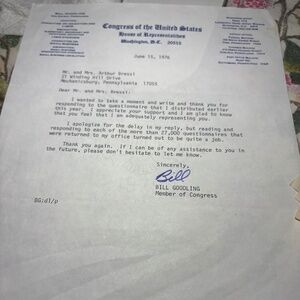 Congress of the United States
House of Representatives
Washington, D.C. 20515
June 15, 1976
Mr. and Mrs. Arthur Bressi
17 Winding Hill Drive
Mechanicsburg, Pennsylvania 17055
Dear Mr. and Mrs. Bressi:
I wanted to take a moment and write and thank you for
responding to the questionnaire that I distributed earlier
this year. I appreciate your support and I am glad to know
that you feel that I am adequately representing you.
I apologize for the delay in my reply, but reading and
responding to each of the more than 27,000 questionnaires that
were returned to my office turned out to be quite a job.
Thank you again. If I can be of any assistance to you in
the future, please don't hesitate to let me know.
Sincerely,
Bill
BILL GOODLING
Member of Congress
BG:dl/p